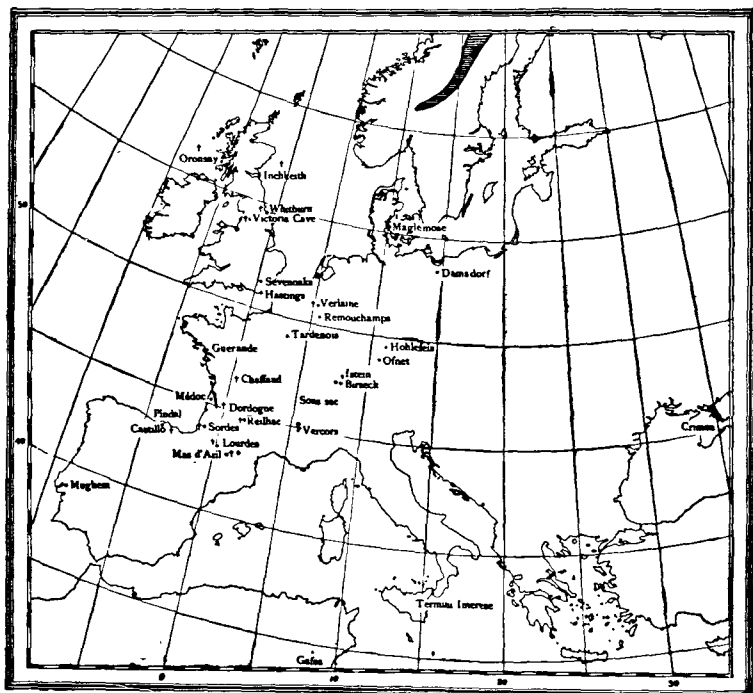 Oronsay
Inchkeith
50
Whitburn
Victoria Cave
Maglemose
Damsdorf
Sevenoaks
Hastings
Verlaine
Remouchamps
Tardenois
Guerande
Hohlefels
Ofnet
Istein
Birseck
Chaffaud
Sous sac
Médoc
Dordogne
Pindal
Reilhac
Castillo
Sordes
Vercors
Crimea
40
Lourdes
Mas d'Azil
Mughem
Termini Imerese
Gafsa
0
10
20
30